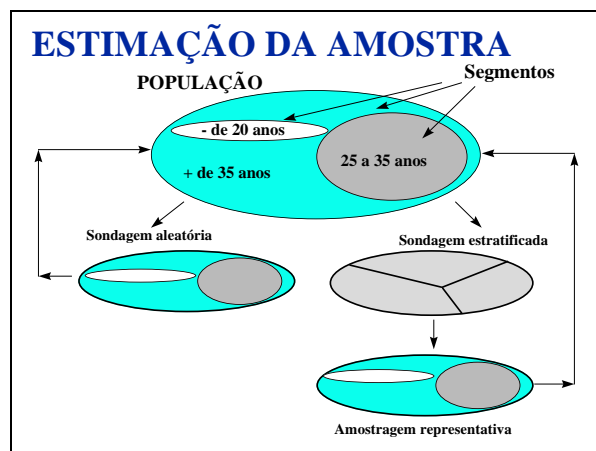 ESTIMAÇÃO DA AMOSTRA
Segmentos
POPULAÇÃO
- de 20 anos
25 a 35 anos
+ de 35 anos
Sondagem aleatória
Sondagem estratificada
Amostragem representativa